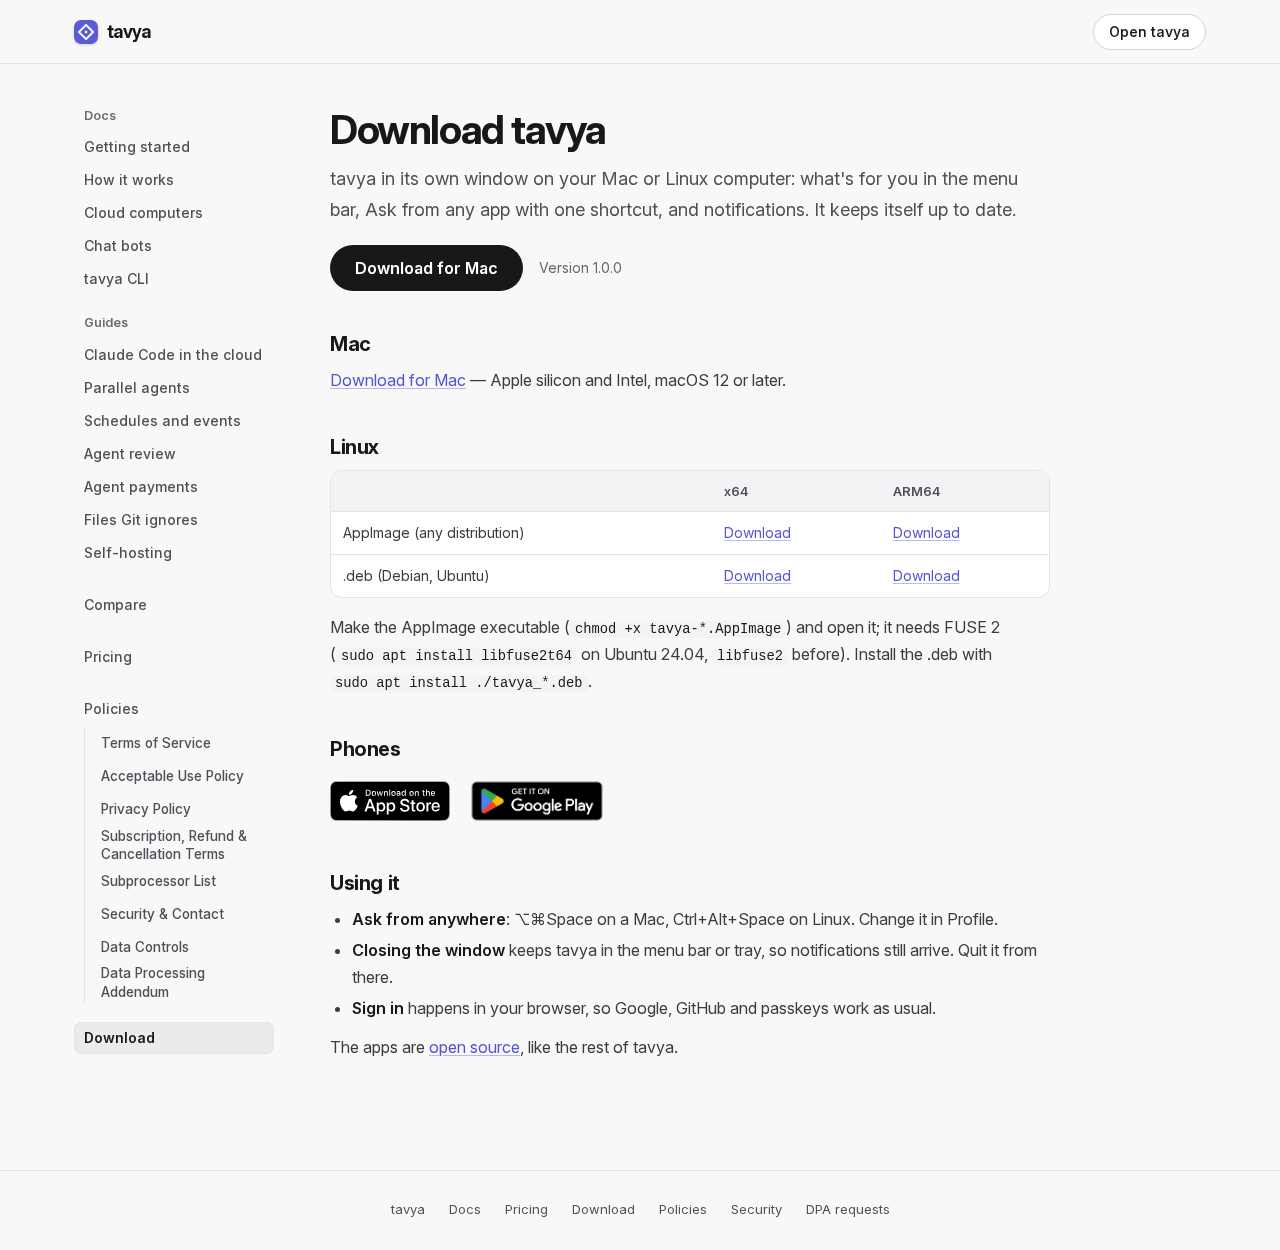 tavya
Open tavya
Docs
Getting started
How it works
Cloud computers
Chat bots
tavya CLI
Guides
Claude Code in the cloud
Parallel agents
Schedules and events
Agent review
Agent payments
Files Git ignores
Self-hosting
Compare
Pricing
Policies
Terms of Service
Acceptable Use Policy
Privacy Policy
Subscription, Refund &
Cancellation Terms
Subprocessor List
Security & Contact
Data Controls
Data Processing
Addendum
Download
Download tavya
tavya in its own window on your Mac or Linux computer: what's for you in the menu
bar, Ask from any app with one shortcut, and notifications. It keeps itself up to date.
Download for Mac Version 1.0.0
Mac
Download for Mac — Apple silicon and Intel, macOS 12 or later.
Linux
x64 ARM64
AppImage (any distribution) Download Download
.deb (Debian, Ubuntu) Download Download
Make the AppImage executable (chmod +x tavya-*.AppImage) and open it; it needs FUSE 2
(sudo apt install libfuse2t64 on Ubuntu 24.04, libfuse2 before). Install the .deb with
sudo apt install ./tavya_*.deb.
Phones
Download on the
App Store
GET IT ON
Google Play
Using it
• Ask from anywhere: ⌥⌘Space on a Mac, Ctrl+Alt+Space on Linux. Change it in Profile.
• Closing the window keeps tavya in the menu bar or tray, so notifications still arrive. Quit it from
there.
• Sign in happens in your browser, so Google, GitHub and passkeys work as usual.
The apps are open source, like the rest of tavya.
tavya Docs Pricing Download Policies Security DPA requests